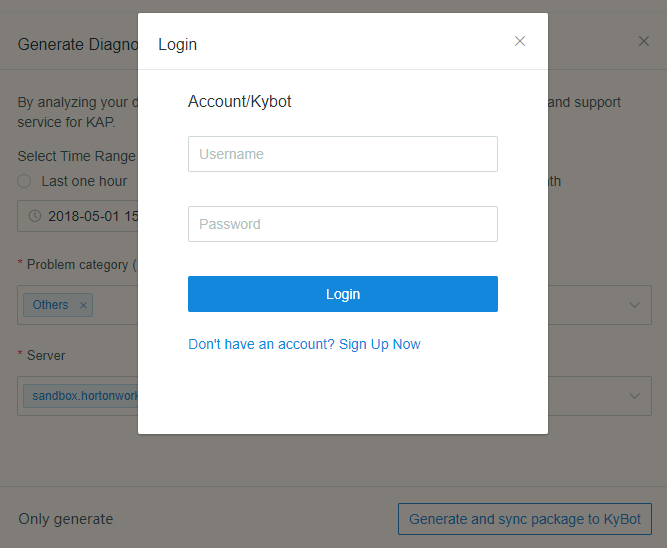 Login
Account/Kybot
Username
Password
Login
Don't have an account? Sign Up Now
Generate Diagno
By analyzing your d and support
service for KAP.
Select Time Range
Last one hour
2018-05-01 15
* Problem category (
Others ×
* Server
sandbox.hortonwork
Only generate
Generate and sync package to KyBot